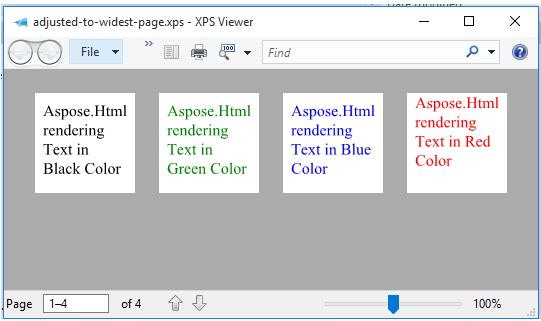 adjusted-to-widest-page.xps - XPS Viewer
File
»
100
Find
?
Aspose.Html
rendering
Text in
Black Color
Aspose.Html
rendering
Text in
Green Color
Aspose.Html
rendering
Text in Blue
Color
Aspose.Html
rendering
Text in Red
Color
Page 1–4 of 4 100%